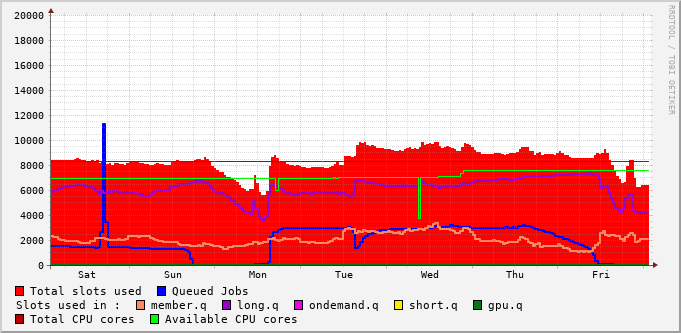 RRDTOOL / TOBI OETIKER
20000
18000
16000
14000
12000
10000
8000
6000
4000
2000
0
Sat Sun Mon Tue Wed Thu Fri
Total slots used Queued Jobs
Slots used in : member.q long.q ondemand.q short.q gpu.q
Total CPU cores Available CPU cores